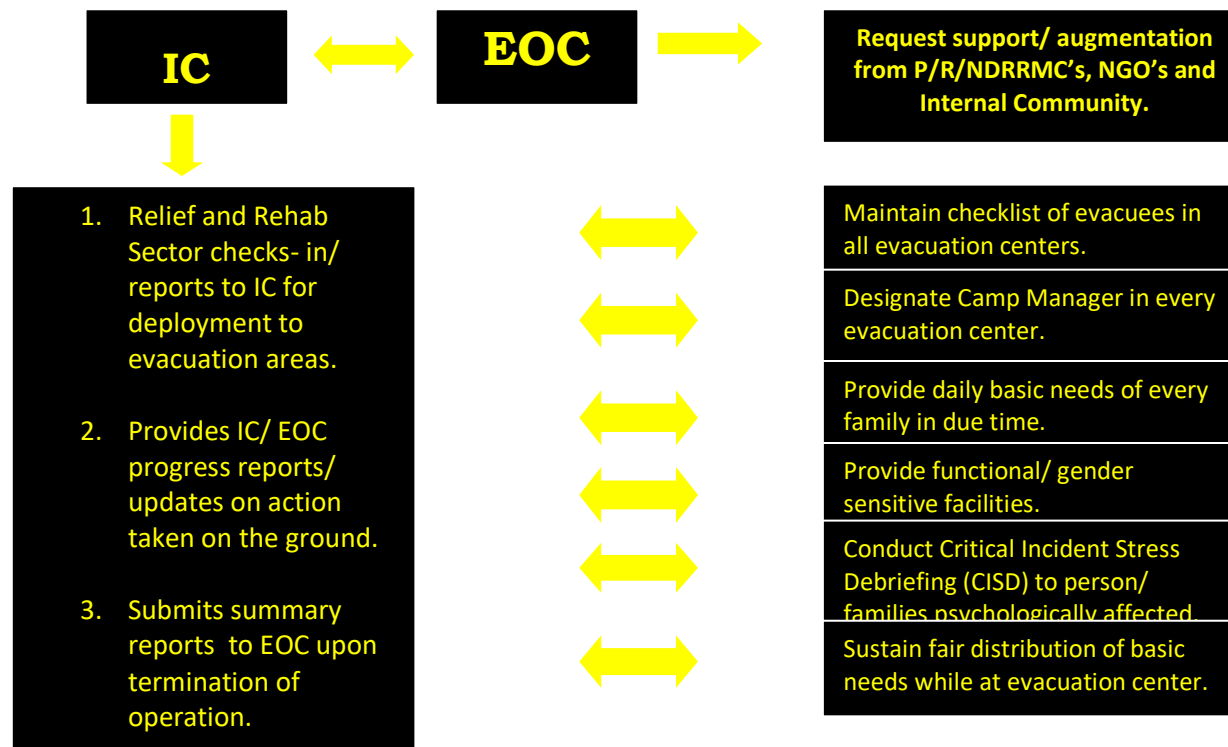 IC
EOC
Request support/ augmentation
from P/R/NDRRMC's, NGO's and
Internal Community.
1. Relief and Rehab
Sector checks- in/
reports to IC for
deployment to
evacuation areas.
2. Provides IC/ EOC
progress reports/
updates on action
taken on the ground.
3. Submits summary
reports to EOC upon
termination of
operation.
Maintain checklist of evacuees in
all evacuation centers.
Designate Camp Manager in every
evacuation center.
Provide daily basic needs of every
family in due time.
Provide functional/ gender
sensitive facilities.
Conduct Critical Incident Stress
Debriefing (CISD) to person/
families psychologically affected.
Sustain fair distribution of basic
needs while at evacuation center.